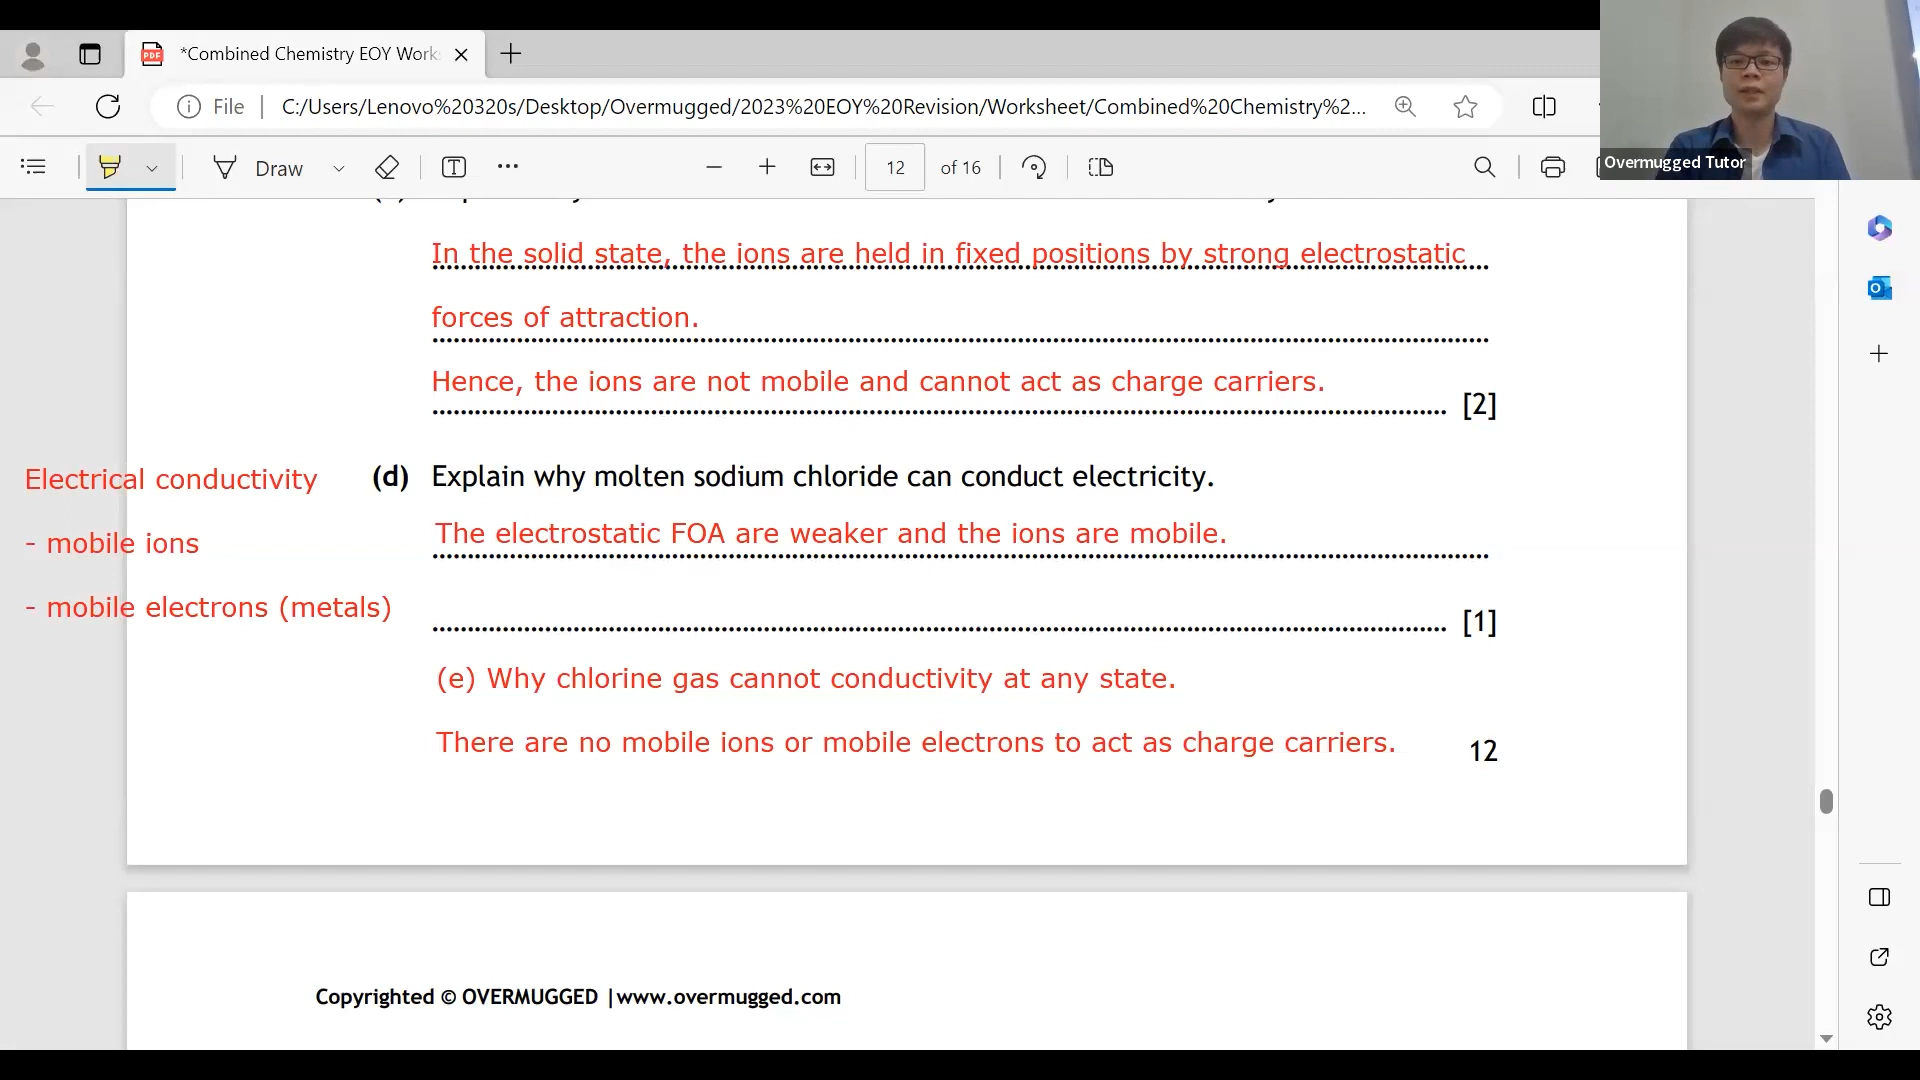 *Combined Chemistry EOY Work
File
C:/Users/Lenovo%20320s/Desktop/Overmugged/2023%20EOY%20Revision/Worksheet/Combined%20Chemistry%2...
Overmugged Tutor
Draw
12 of 16
In the solid state, the ions are held in fixed positions by strong electrostatic
forces of attraction.
Hence, the ions are not mobile and cannot act as charge carriers.
[2]
Electrical conductivity
- mobile ions
- mobile electrons (metals)
(d) Explain why molten sodium chloride can conduct electricity.
The electrostatic FOA are weaker and the ions are mobile.
[1]
(e) Why chlorine gas cannot conductivity at any state.
There are no mobile ions or mobile electrons to act as charge carriers.
12
Copyrighted © OVERMUGGED |www.overmugged.com